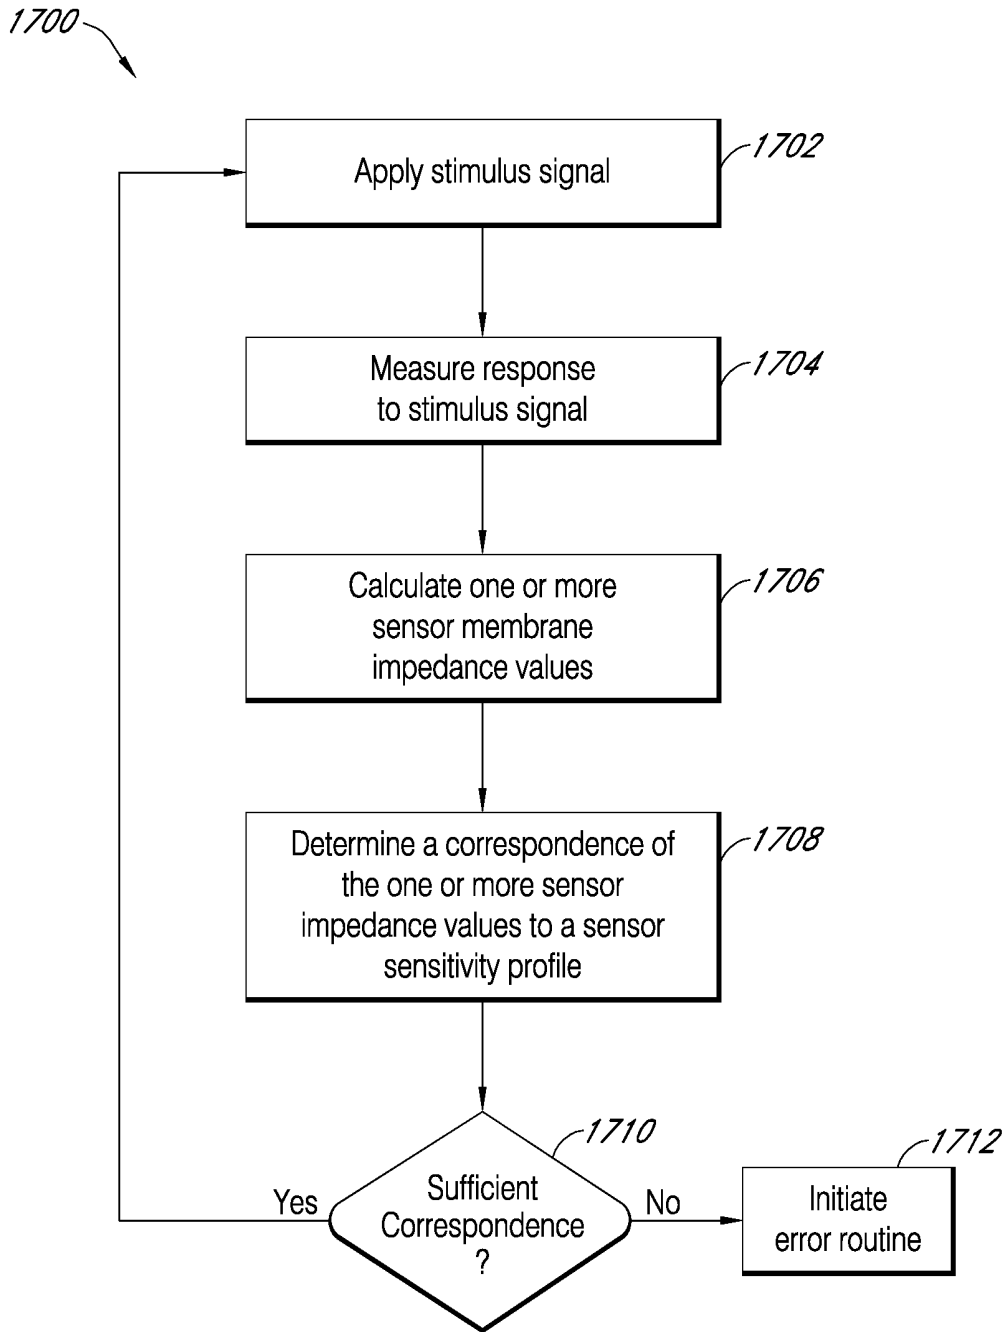 1700
1702
Apply stimulus signal
1704
Measure response
to stimulus signal
1706
Calculate one or more
sensor membrane
impedance values
1708
Determine a correspondence of
the one or more sensor
impedance values to a sensor
sensitivity profile
1710
Sufficient
Correspondence
?
Yes
No
1712
Initiate
error routine